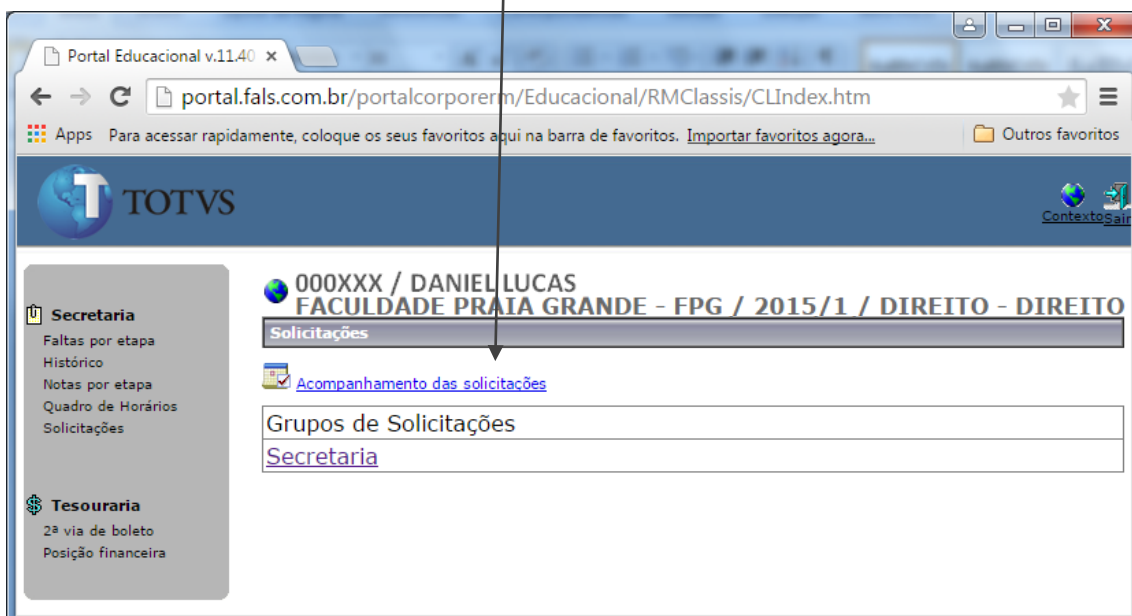 Portal Educacional v.11.40
portal.fals.com.br/portalcorporerm/Educacional/RMClassis/CLIndex.htm
Apps Para acessar rapidamente, coloque os seus favoritos aqui na barra de favoritos. Importar favoritos agora... Outros favoritos
TOTVS
Contexto Sair
Secretaria
Faltas por etapa
Histórico
Notas por etapa
Quadro de Horários
Solicitações
Tesouraria
2ª via de boleto
Posição financeira
000XXX / DANIEL LUCAS
FACULDADE PRAIA GRANDE - FPG / 2015/1 / DIREITO - DIREITO
Solicitações
Acompanhamento das solicitações
Grupos de Solicitações
Secretaria